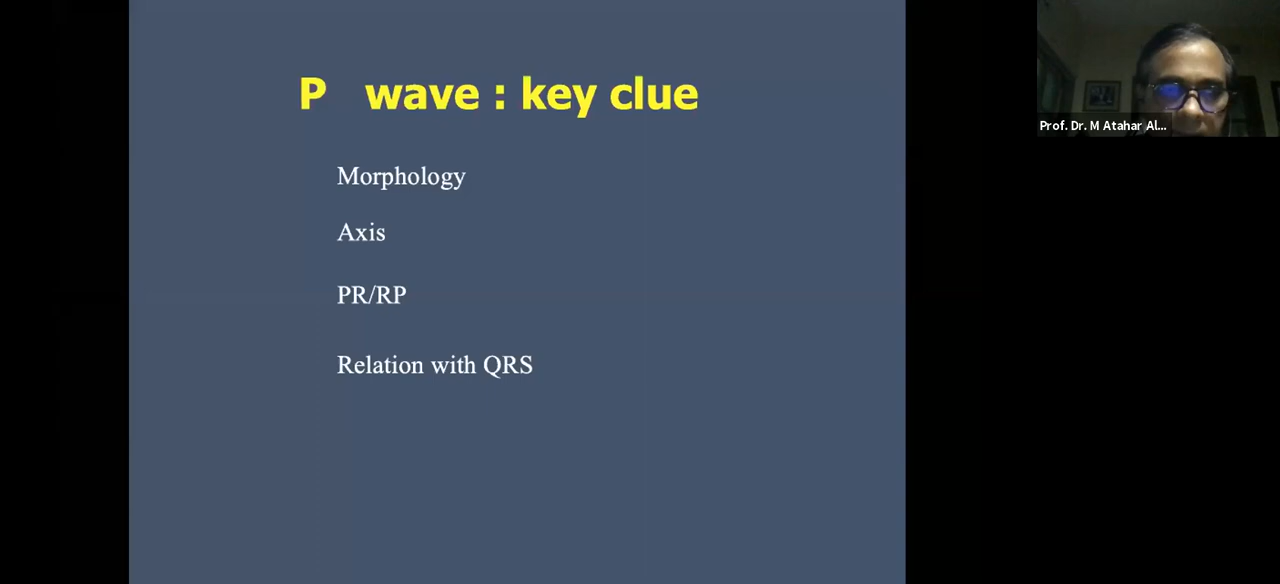 P wave : key clue
Morphology
Axis
PR/RP
Relation with QRS
Prof. Dr. M Atahar Al...